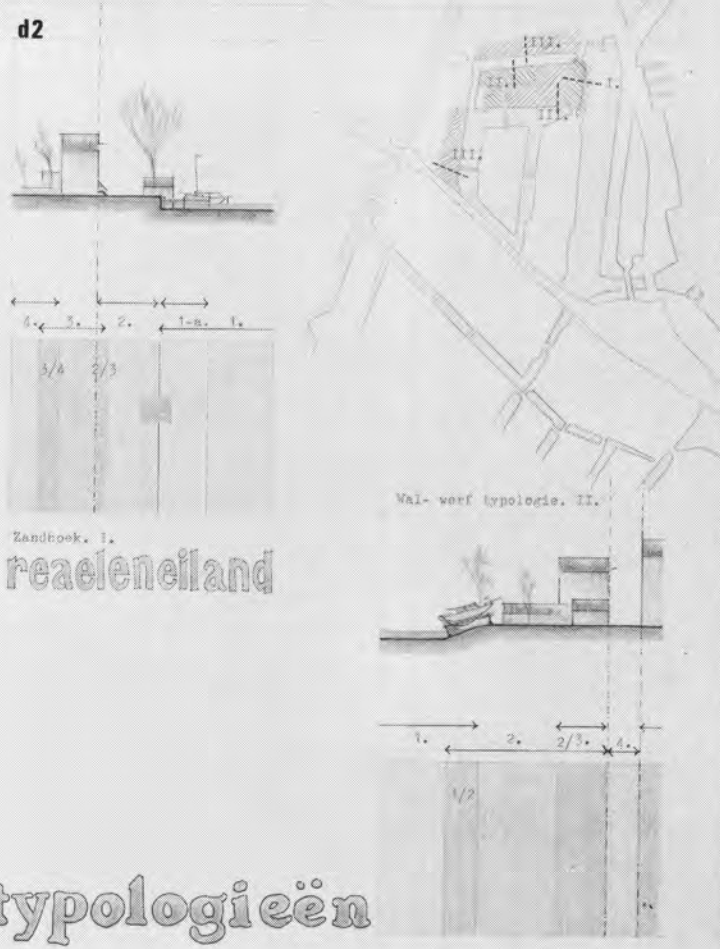 d2
III.
II.
I.
III.
4. 3. 2. 1-a. 1.
3/4 2/3
Zandhoek. I.
reaeleneiland
Wal- werf typologie. II.
1. 2. 2/3. 4.
1/2
typologieën